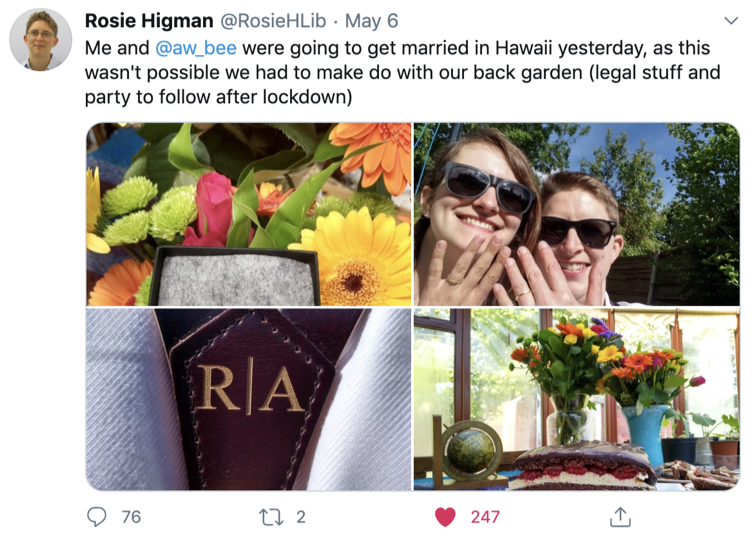 Rosie Higman @RosieHLib · May 6
Me and @aw_bee were going to get married in Hawaii yesterday, as this
wasn't possible we had to make do with our back garden (legal stuff and
party to follow after lockdown)
R|A
76
2
247